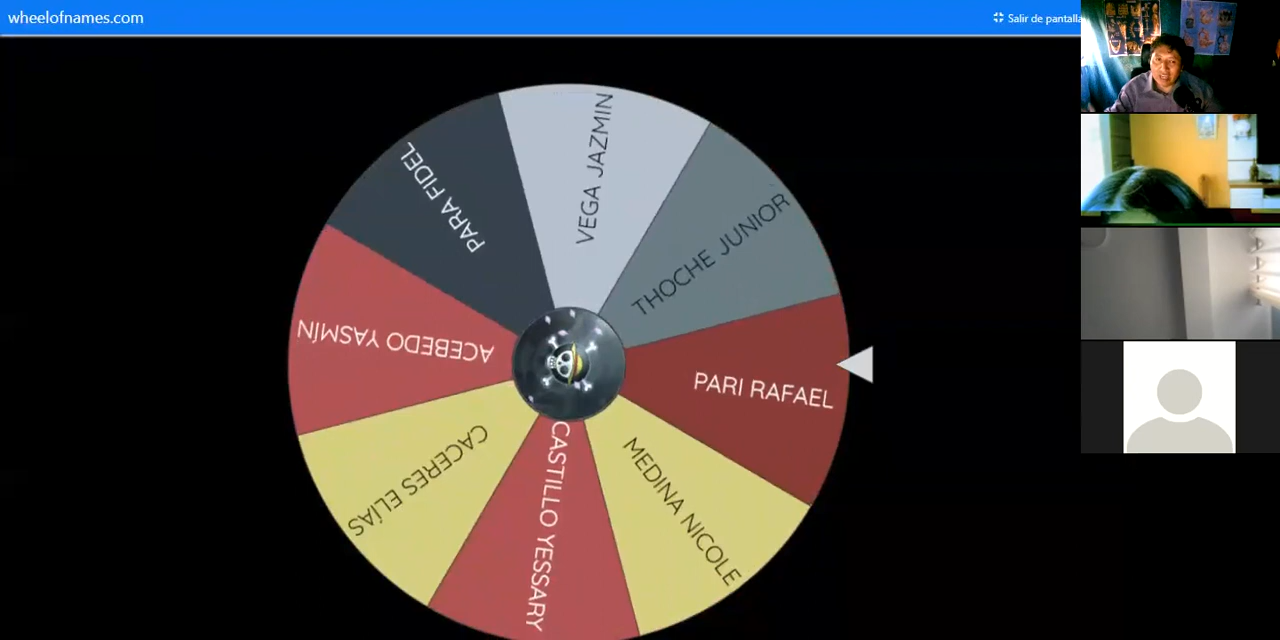 wheelofnames.com
Salir de pantalla
VEGA JAZMIN
THOCHE JUNIOR
PARI RAFAEL
MEDINA NICOLE
CASTILLO YESSARY
CACERES ELÍAS
ACEBEDO YASMÍN
PARA FIDEL